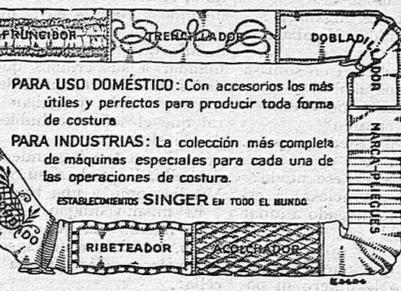 FRUNCIDOR
TRENCILLADOR
DOBLADILLADOR
PARA USO DOMÉSTICO: Con accesorios los más
útiles y perfectos para producir toda forma
de costura
PARA INDUSTRIAS: La colección más completa
de máquinas especiales para cada una de
las operaciones de costura.
ESTABLECIMIENTOS SINGER EN TODO EL MUNDO
MARCA-PLIEGUES
RIBETEADOR
ACOLCHADOR